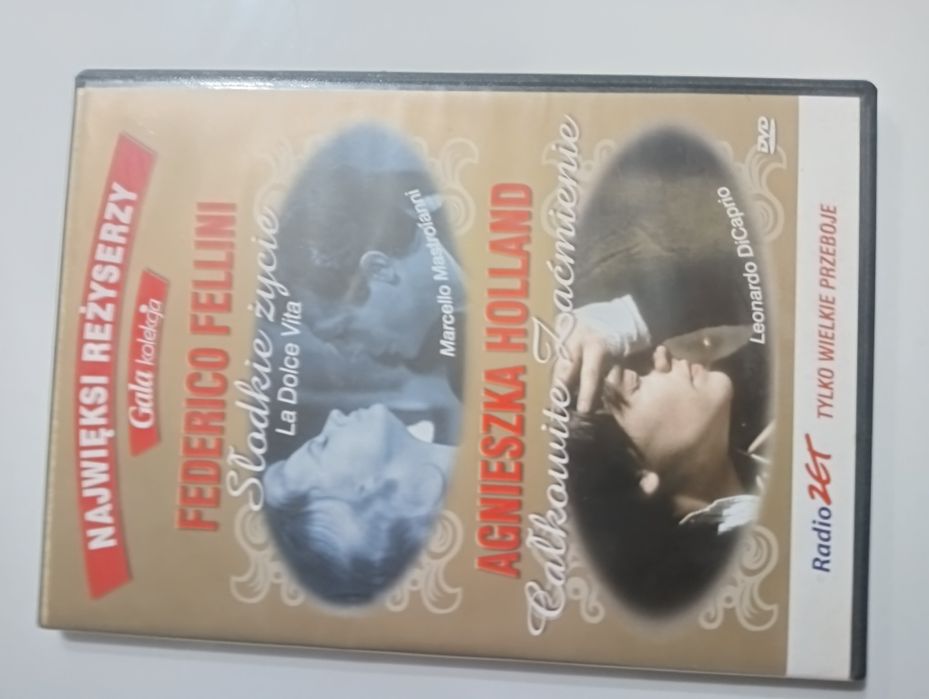 NAJWIĘKSI REŻYSERZY
Gala kolekcja
FEDERICO FELLINI
Słodkie życie
La Dolce Vita
Marcello Mastroianni
AGNIESZKA HOLLAND
Całkowite Zaćmienie
Leonardo DiCaprio
DVD
Radio ZET TYLKO WIELKIE PRZEBOJE